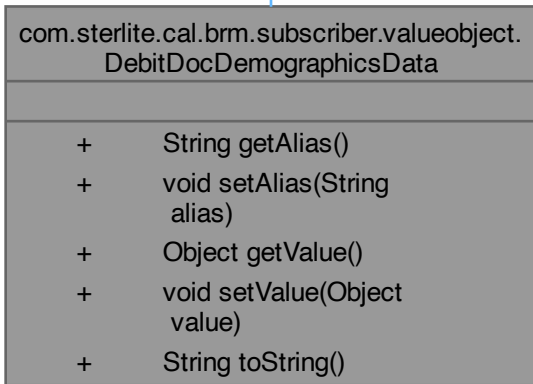 com.sterlite.cal.brm.subscriber.valueobject.
DebitDocDemographicsData
+ String getAlias()
+ void setAlias(String
alias)
+ Object getValue()
+ void setValue(Object
value)
+ String toString()